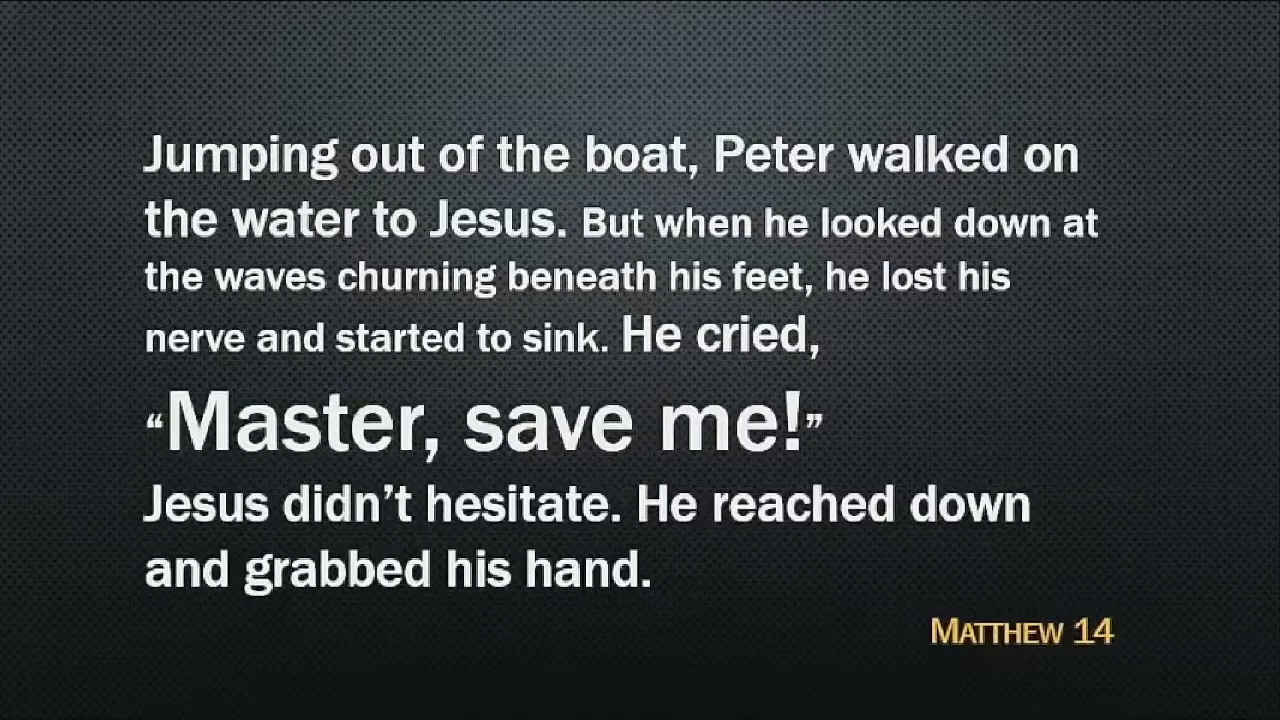 Jumping out of the boat, Peter walked on
the water to Jesus. But when he looked down at
the waves churning beneath his feet, he lost his
nerve and started to sink. He cried,
“Master, save me!”
Jesus didn’t hesitate. He reached down
and grabbed his hand.
MATTHEW 14